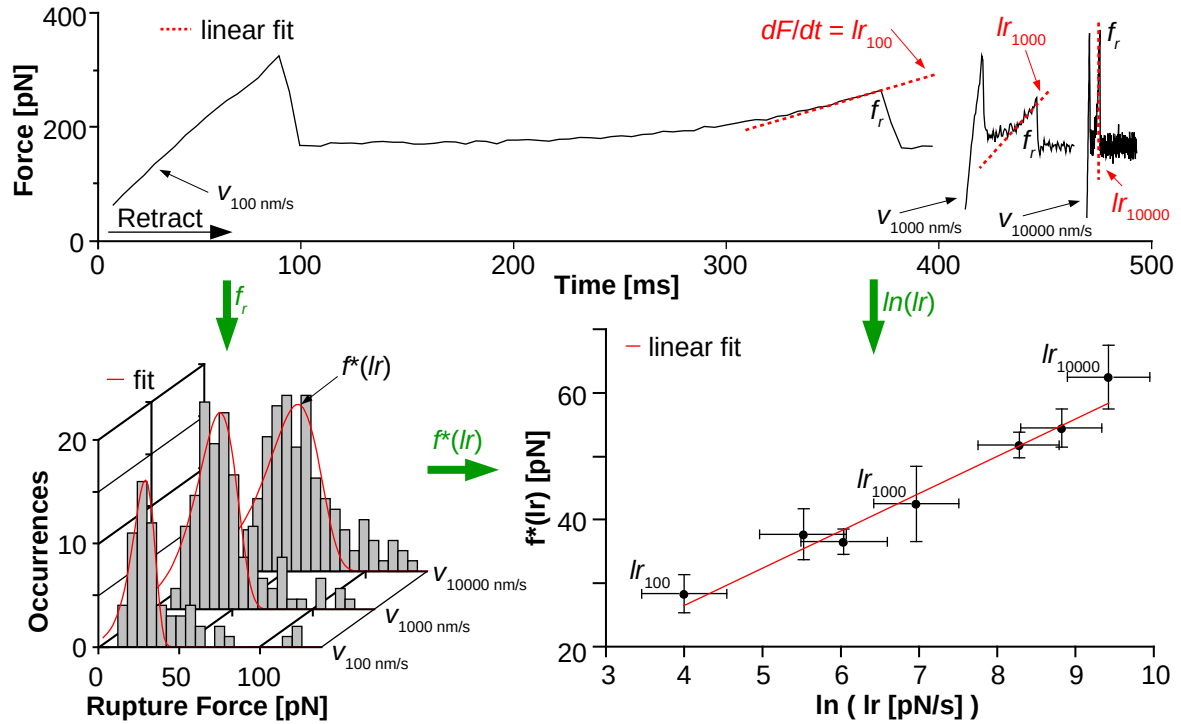 400
300
200
100
0
Force [pN]
linear fit
dF/dt = lr100
lr1000
fr
fr
fr
v100 nm/s
Retract
v1000 nm/s
v10000 nm/s
lr10000
0
100
200
300
400
500
Time [ms]
fr
ln(lr)
fit
f*(lr)
20
10
0
Occurrences
v10000 nm/s
v1000 nm/s
v100 nm/s
0
50
100
Rupture Force [pN]
f*(lr)
linear fit
lr10000
lr1000
lr100
60
40
20
f*(lr) [pN]
3
4
5
6
7
8
9
10
ln ( lr [pN/s] )